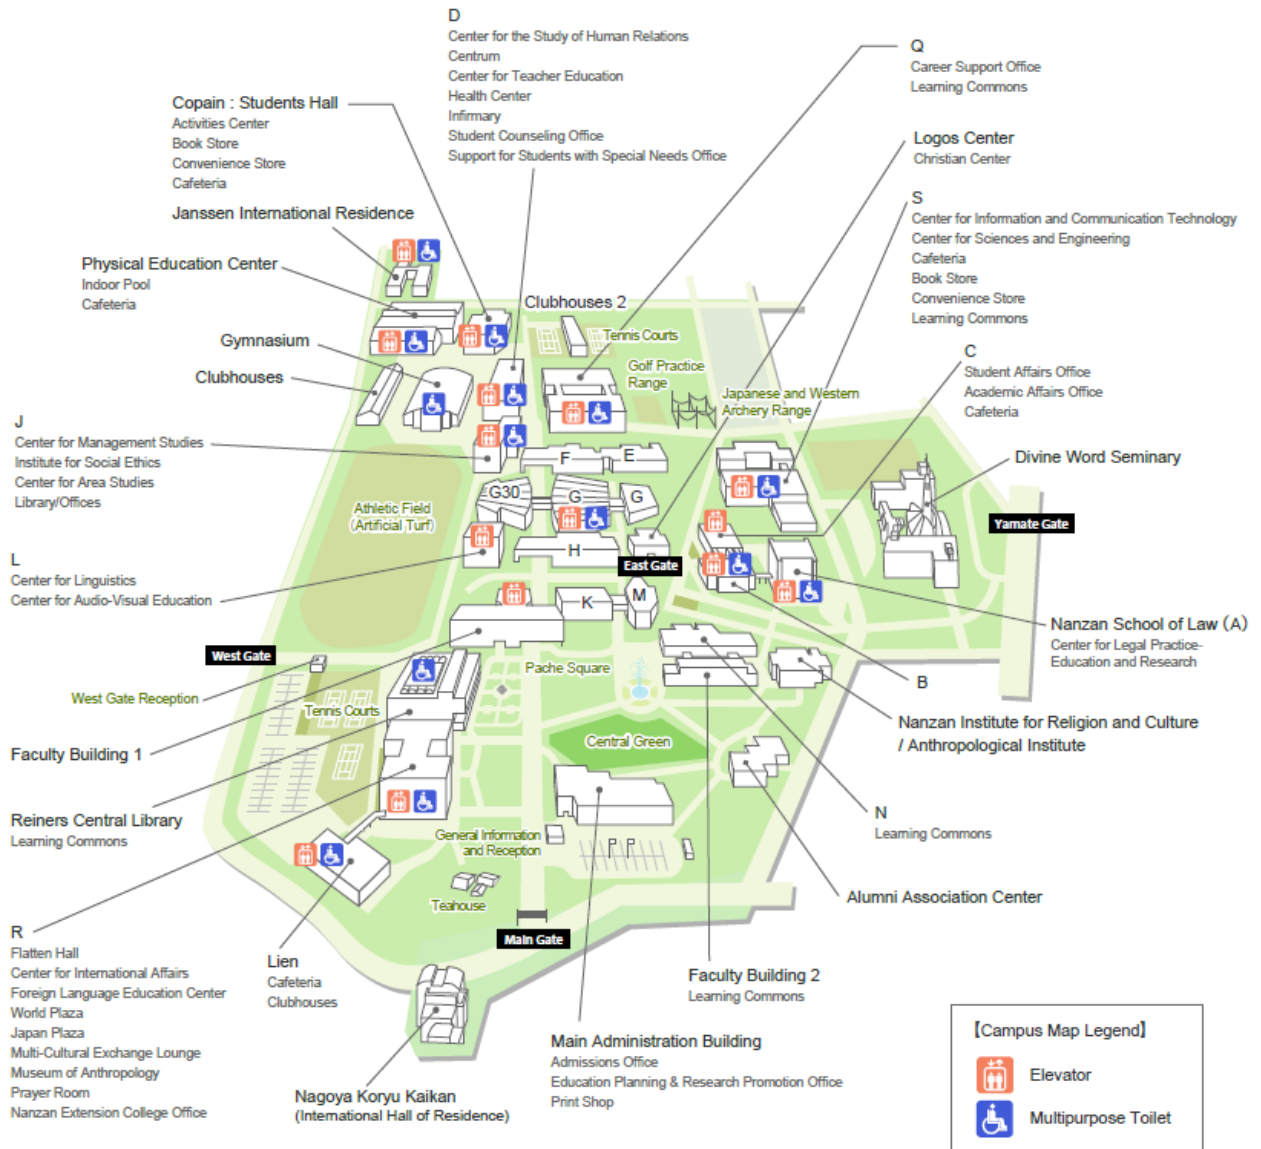 D
Center for the Study of Human Relations
Centrum
Center for Teacher Education
Health Center
Infirmary
Student Counseling Office
Support for Students with Special Needs Office
Q
Career Support Office
Learning Commons
Copain : Students Hall
Activities Center
Book Store
Convenience Store
Cafeteria
Logos Center
Christian Center
Janssen International Residence
S
Center for Information and Communication Technology
Center for Sciences and Engineering
Cafeteria
Book Store
Convenience Store
Learning Commons
Physical Education Center
Indoor Pool
Cafeteria
Clubhouses 2
Tennis Courts
Gymnasium
Golf Practice
Range
Clubhouses
C
Student Affairs Office
Academic Affairs Office
Cafeteria
Japanese and Western
Archery Range
J
Center for Management Studies
Institute for Social Ethics
Center for Area Studies
Library/Offices
F
E
Divine Word Seminary
G30
G
G
Athletic Field
(Artificial Turf)
Yamate Gate
H
East Gate
L
Center for Linguistics
Center for Audio-Visual Education
K
M
Nanzan School of Law (A)
Center for Legal Practice-
Education and Research
West Gate
Pache Square
B
West Gate Reception
Tennis Courts
Nanzan Institute for Religion and Culture
/ Anthropological Institute
Faculty Building 1
Central Green
Reiners Central Library
Learning Commons
N
Learning Commons
General Information
and Reception
Alumni Association Center
Teahouse
R
Flatten Hall
Center for International Affairs
Foreign Language Education Center
World Plaza
Japan Plaza
Multi-Cultural Exchange Lounge
Museum of Anthropology
Prayer Room
Nanzan Extension College Office
Main Gate
Lien
Cafeteria
Clubhouses
Faculty Building 2
Learning Commons
Main Administration Building
Admissions Office
Education Planning & Research Promotion Office
Print Shop
Nagoya Koryu Kaikan
(International Hall of Residence)
【Campus Map Legend】
Elevator
Multipurpose Toilet